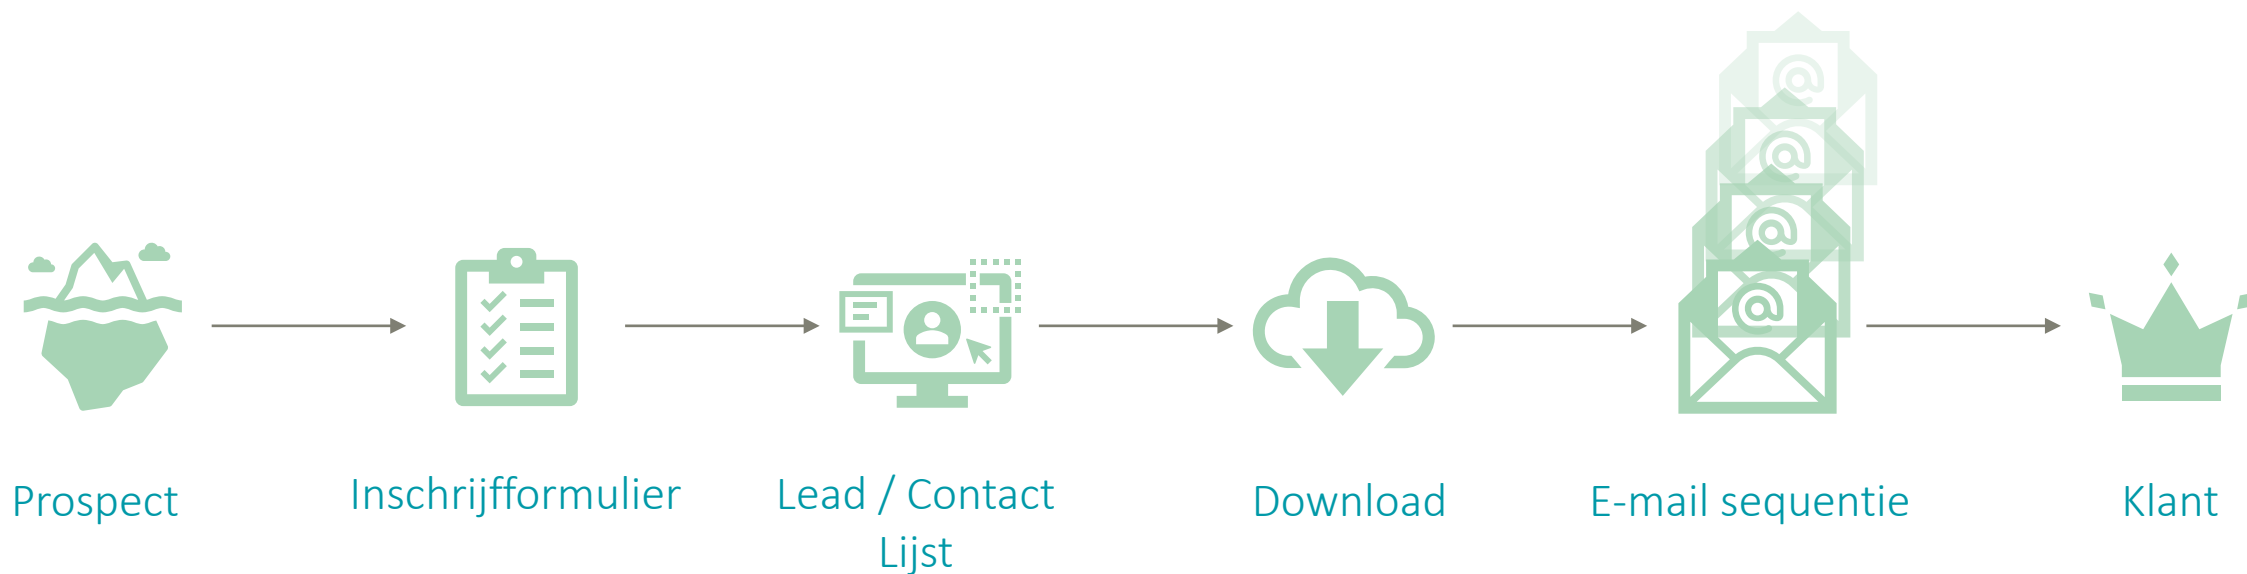 Prospect
Inschrijfformulier
Lead / Contact
Lijst
Download
E-mail sequentie
Klant